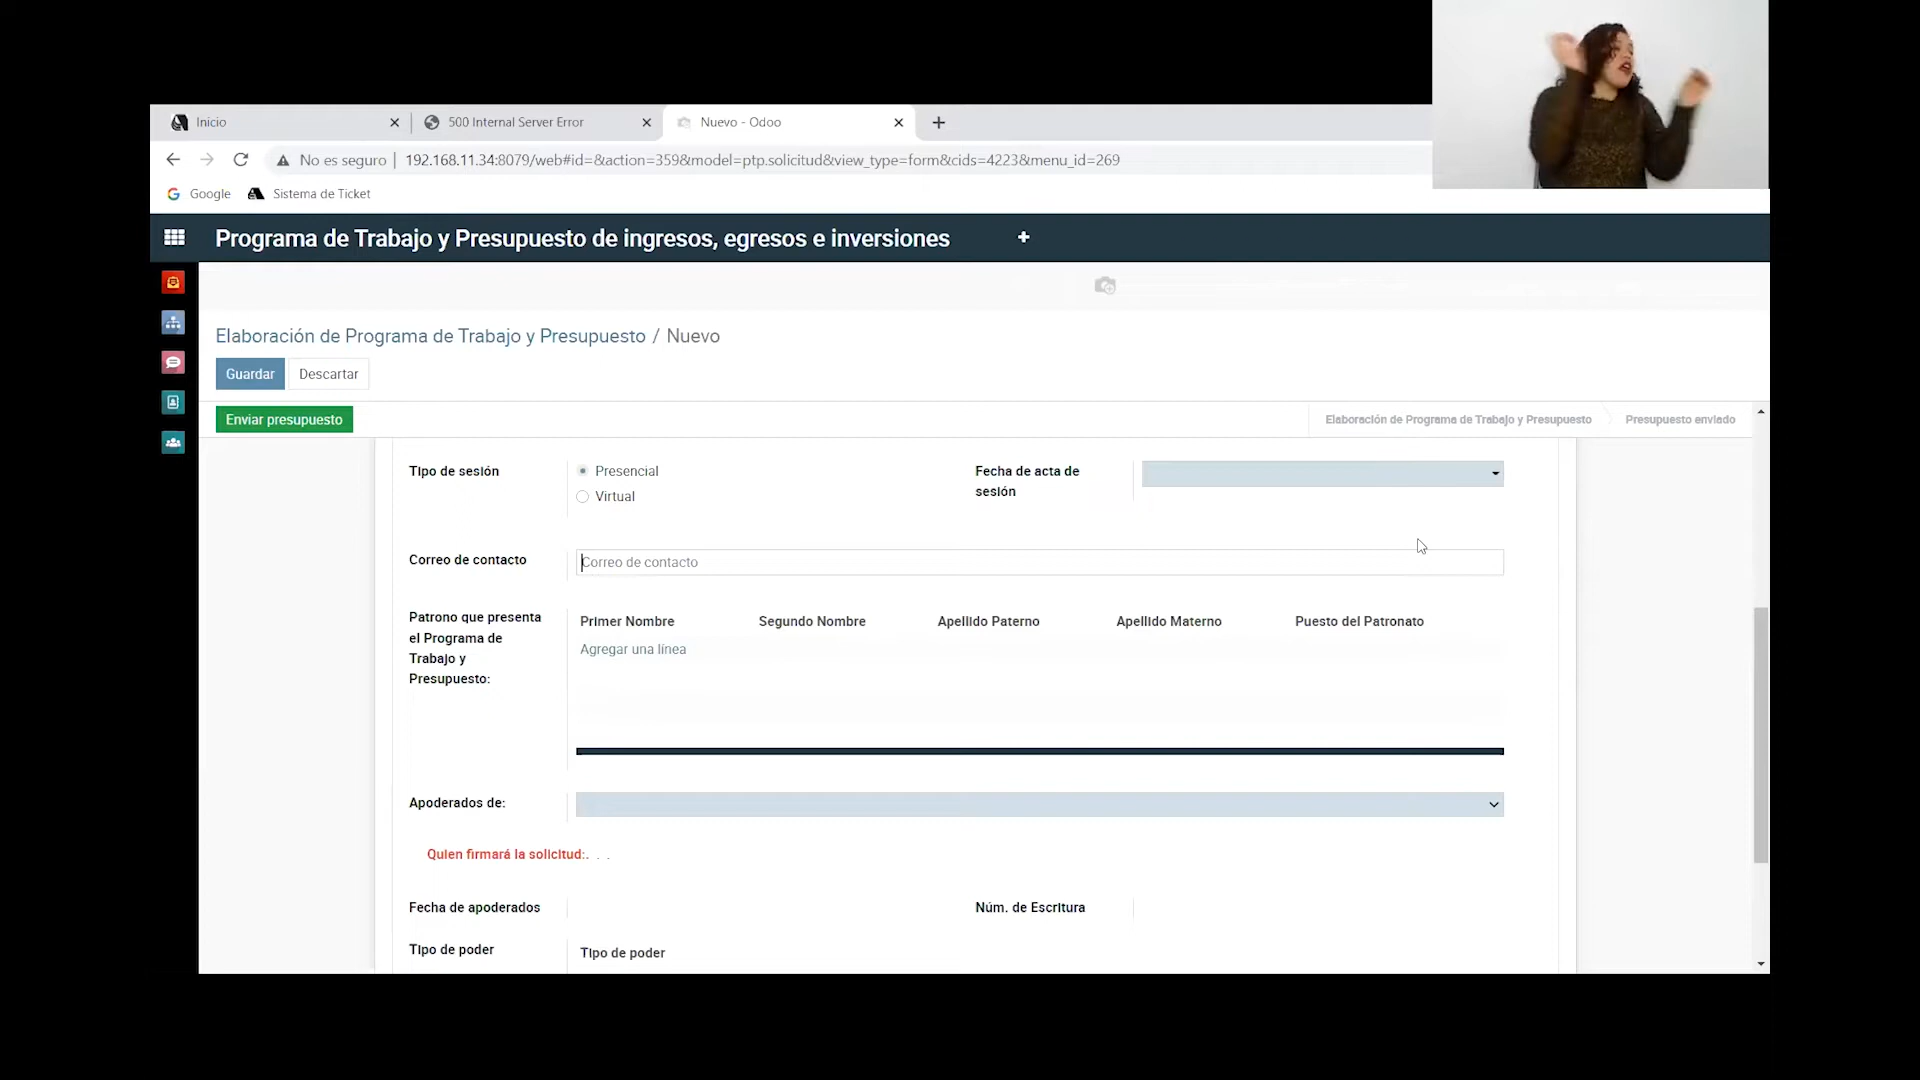 Inicio
500 Internal Server Error
Nuevo - Odoo
No es seguro | 192.168.11.34:8079/web#id=&action=359&model=ptp.solicitud&view_type=form&cids=4223&menu_id=269
Google
Sistema de Ticket
Programa de Trabajo y Presupuesto de ingresos, egresos e inversiones +
Elaboración de Programa de Trabajo y Presupuesto / Nuevo
Guardar
Descartar
Enviar presupuesto
Elaboración de Programa de Trabajo y Presupuesto
Presupuesto enviado
Tipo de sesión
Presencial
Virtual
Fecha de acta de
sesión
Correo de contacto
Correo de contacto
Patrono que presenta
el Programa de
Trabajo y
Presupuesto:
Primer Nombre
Segundo Nombre
Apellido Paterno
Apellido Materno
Puesto del Patronato
Agregar una línea
Apoderados de:
Quien firmará la solicitud:. . .
Fecha de apoderados
Núm. de Escritura
Tipo de poder
Tipo de poder